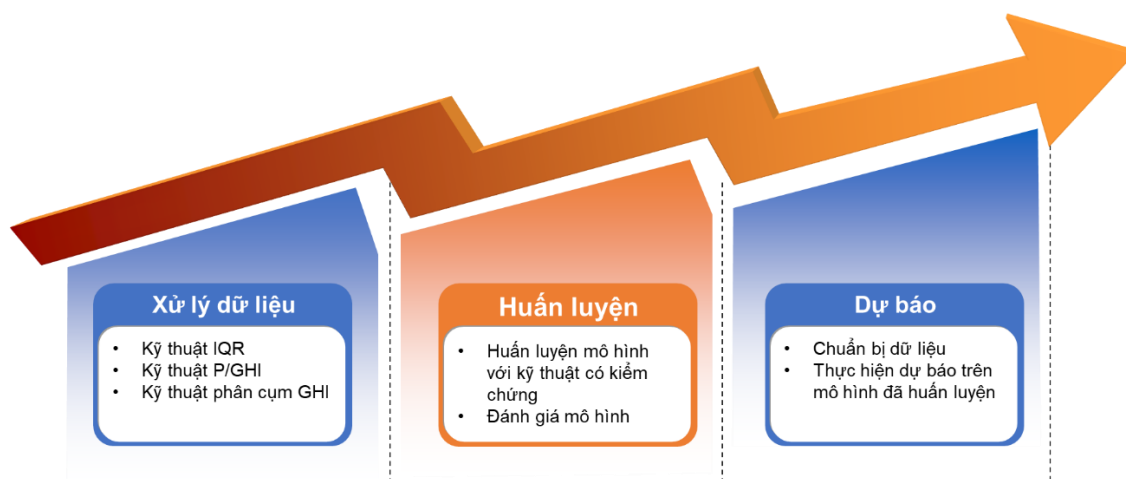 Xử lý dữ liệu
• Kỹ thuật IQR
• Kỹ thuật P/GHI
• Kỹ thuật phân cụm GHI
Huấn luyện
• Huấn luyện mô hình
với kỹ thuật có kiểm
chứng
• Đánh giá mô hình
Dự báo
• Chuẩn bị dữ liệu
• Thực hiện dự báo trên
mô hình đã huấn luyện